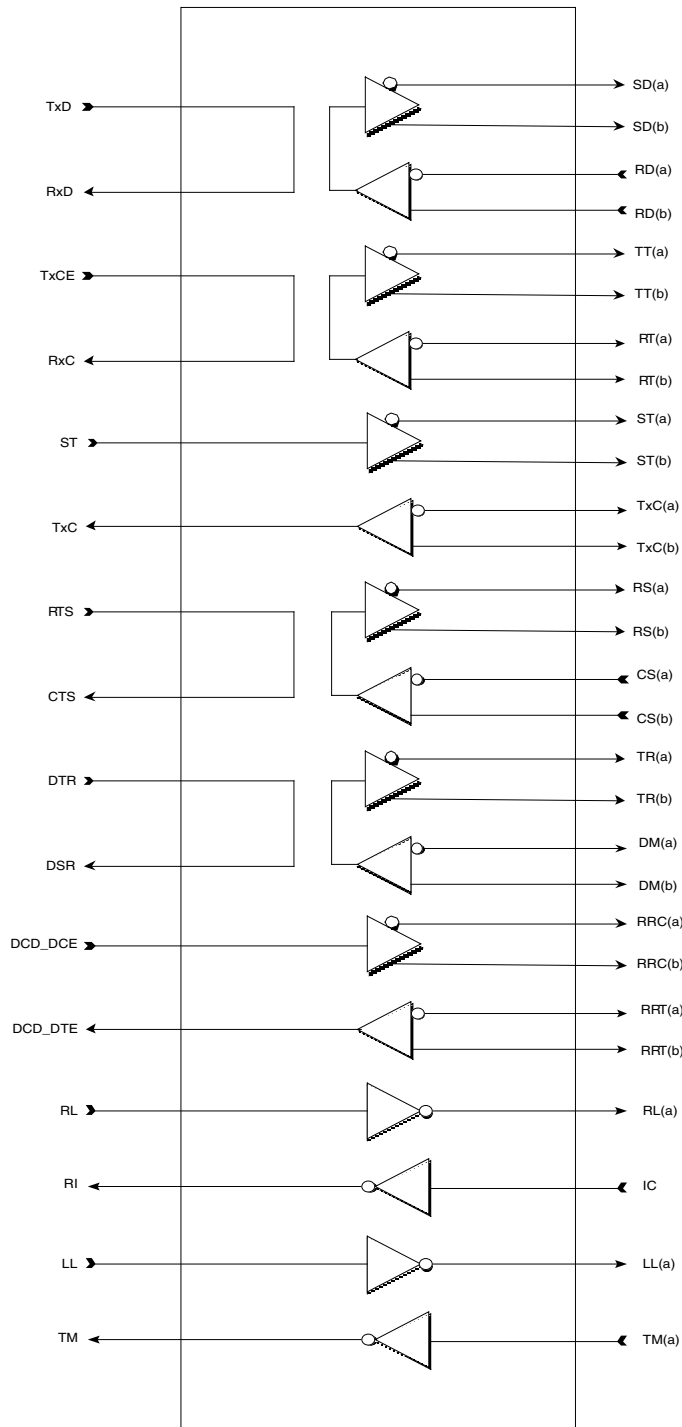 SD(a)
TxD
SD(b)
RD(a)
RxD
RD(b)
TT(a)
TxCE
TT(b)
RT(a)
RxC
RT(b)
ST(a)
ST
ST(b)
TxC(a)
TxC
TxC(b)
RS(a)
RTS
RS(b)
CS(a)
CTS
CS(b)
TR(a)
DTR
TR(b)
DM(a)
DSR
DM(b)
RRC(a)
DCD_DCE
RRC(b)
RRT(a)
DCD_DTE
RRT(b)
RL
RL(a)
RI
IC
LL
LL(a)
TM
TM(a)